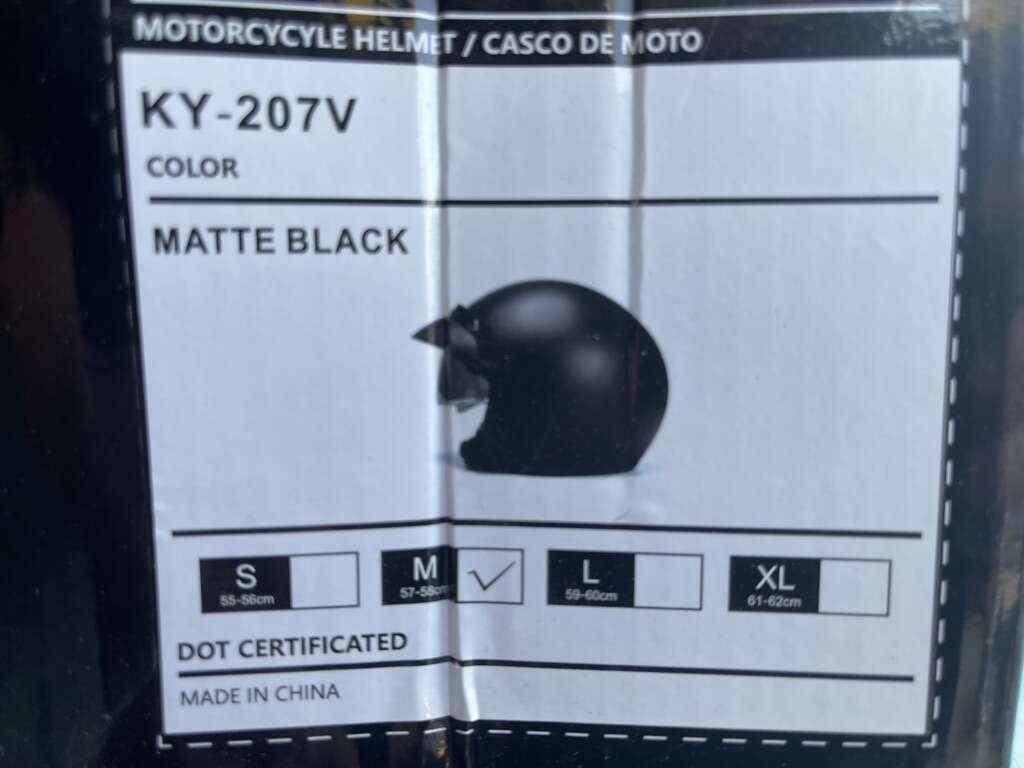 MOTORCYCYLE HELMET / CASCO DE MOTO
KY-207V
COLOR
MATTE BLACK
S
55-56cm
M
57-58cm
L
59-60cm
XL
61-62cm
DOT CERTIFICATED
MADE IN CHINA